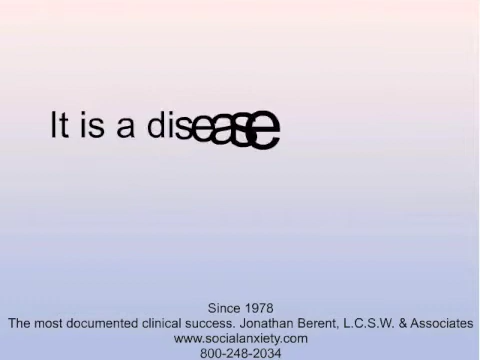 It is a disease
Since 1978
The most documented clinical success. Jonathan Berent, L.C.S.W. & Associates
www.socialanxiety.com
800-248-2034